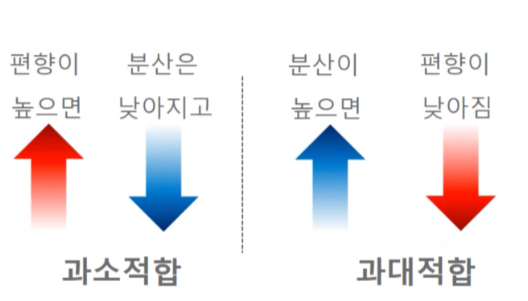 편향이 분산은
높으면 낮아지고
과소적합
분산이 편향이
높으면 낮아짐
과대적합